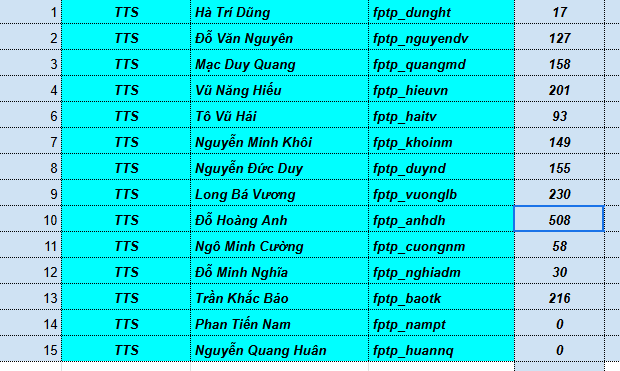 1 TTS Hà Trí Dũng fptp_dunght 17
2 TTS Đỗ Văn Nguyên fptp_nguyendv 127
3 TTS Mạc Duy Quang fptp_quangmd 158
4 TTS Vũ Năng Hiếu fptp_hieuvn 201
6 TTS Tô Vũ Hải fptp_haitv 93
7 TTS Nguyễn Minh Khôi fptp_khoinm 149
8 TTS Nguyễn Đức Duy fptp_duynd 155
9 TTS Long Bá Vương fptp_vuonglb 230
10 TTS Đỗ Hoàng Anh fptp_anhdh 508
11 TTS Ngô Minh Cường fptp_cuongnm 58
12 TTS Đỗ Minh Nghĩa fptp_nghiadm 30
13 TTS Trần Khắc Bảo fptp_baotk 216
14 TTS Phan Tiến Nam fptp_nampt 0
15 TTS Nguyễn Quang Huân fptp_huannq 0